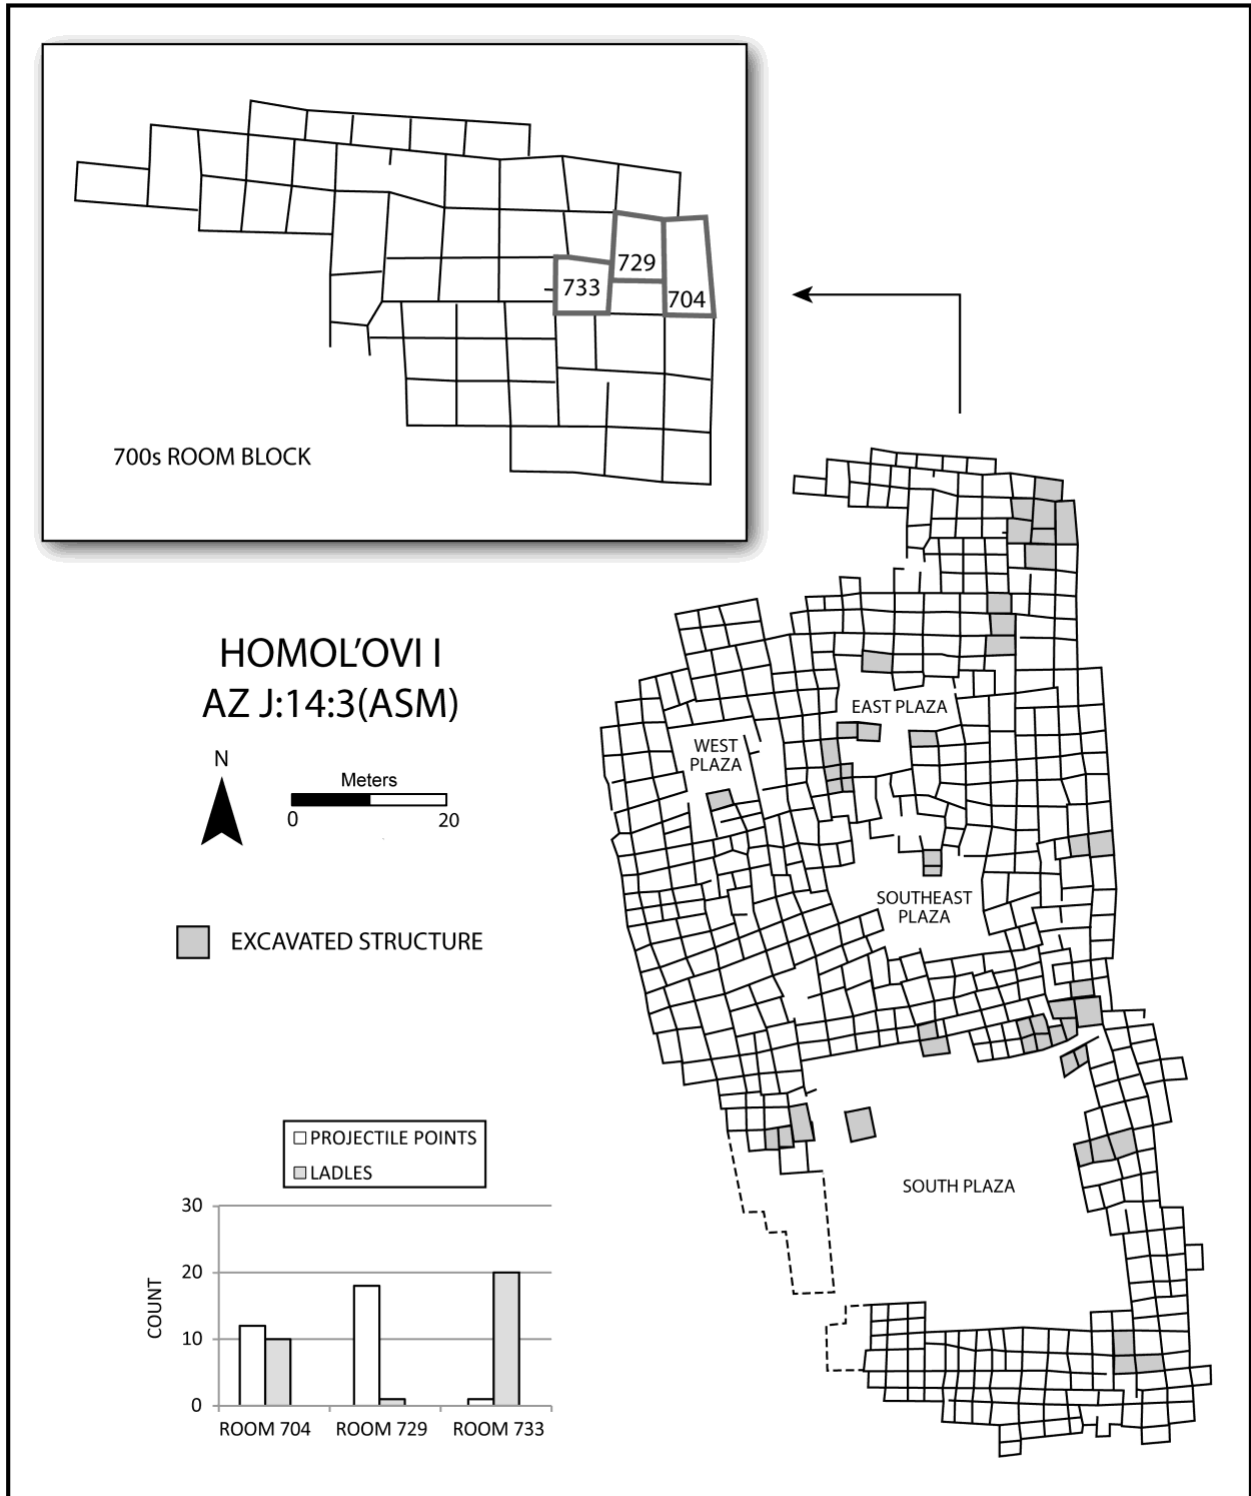 729
733
704
700s ROOM BLOCK
HOMOL’OVI I
AZ J:14:3(ASM)
N
Meters
0 20
EXCAVATED STRUCTURE
EAST PLAZA
WEST
PLAZA
SOUTHEAST
PLAZA
SOUTH PLAZA
PROJECTILE POINTS
LADLES
30
20
10
0
COUNT
ROOM 704 ROOM 729 ROOM 733